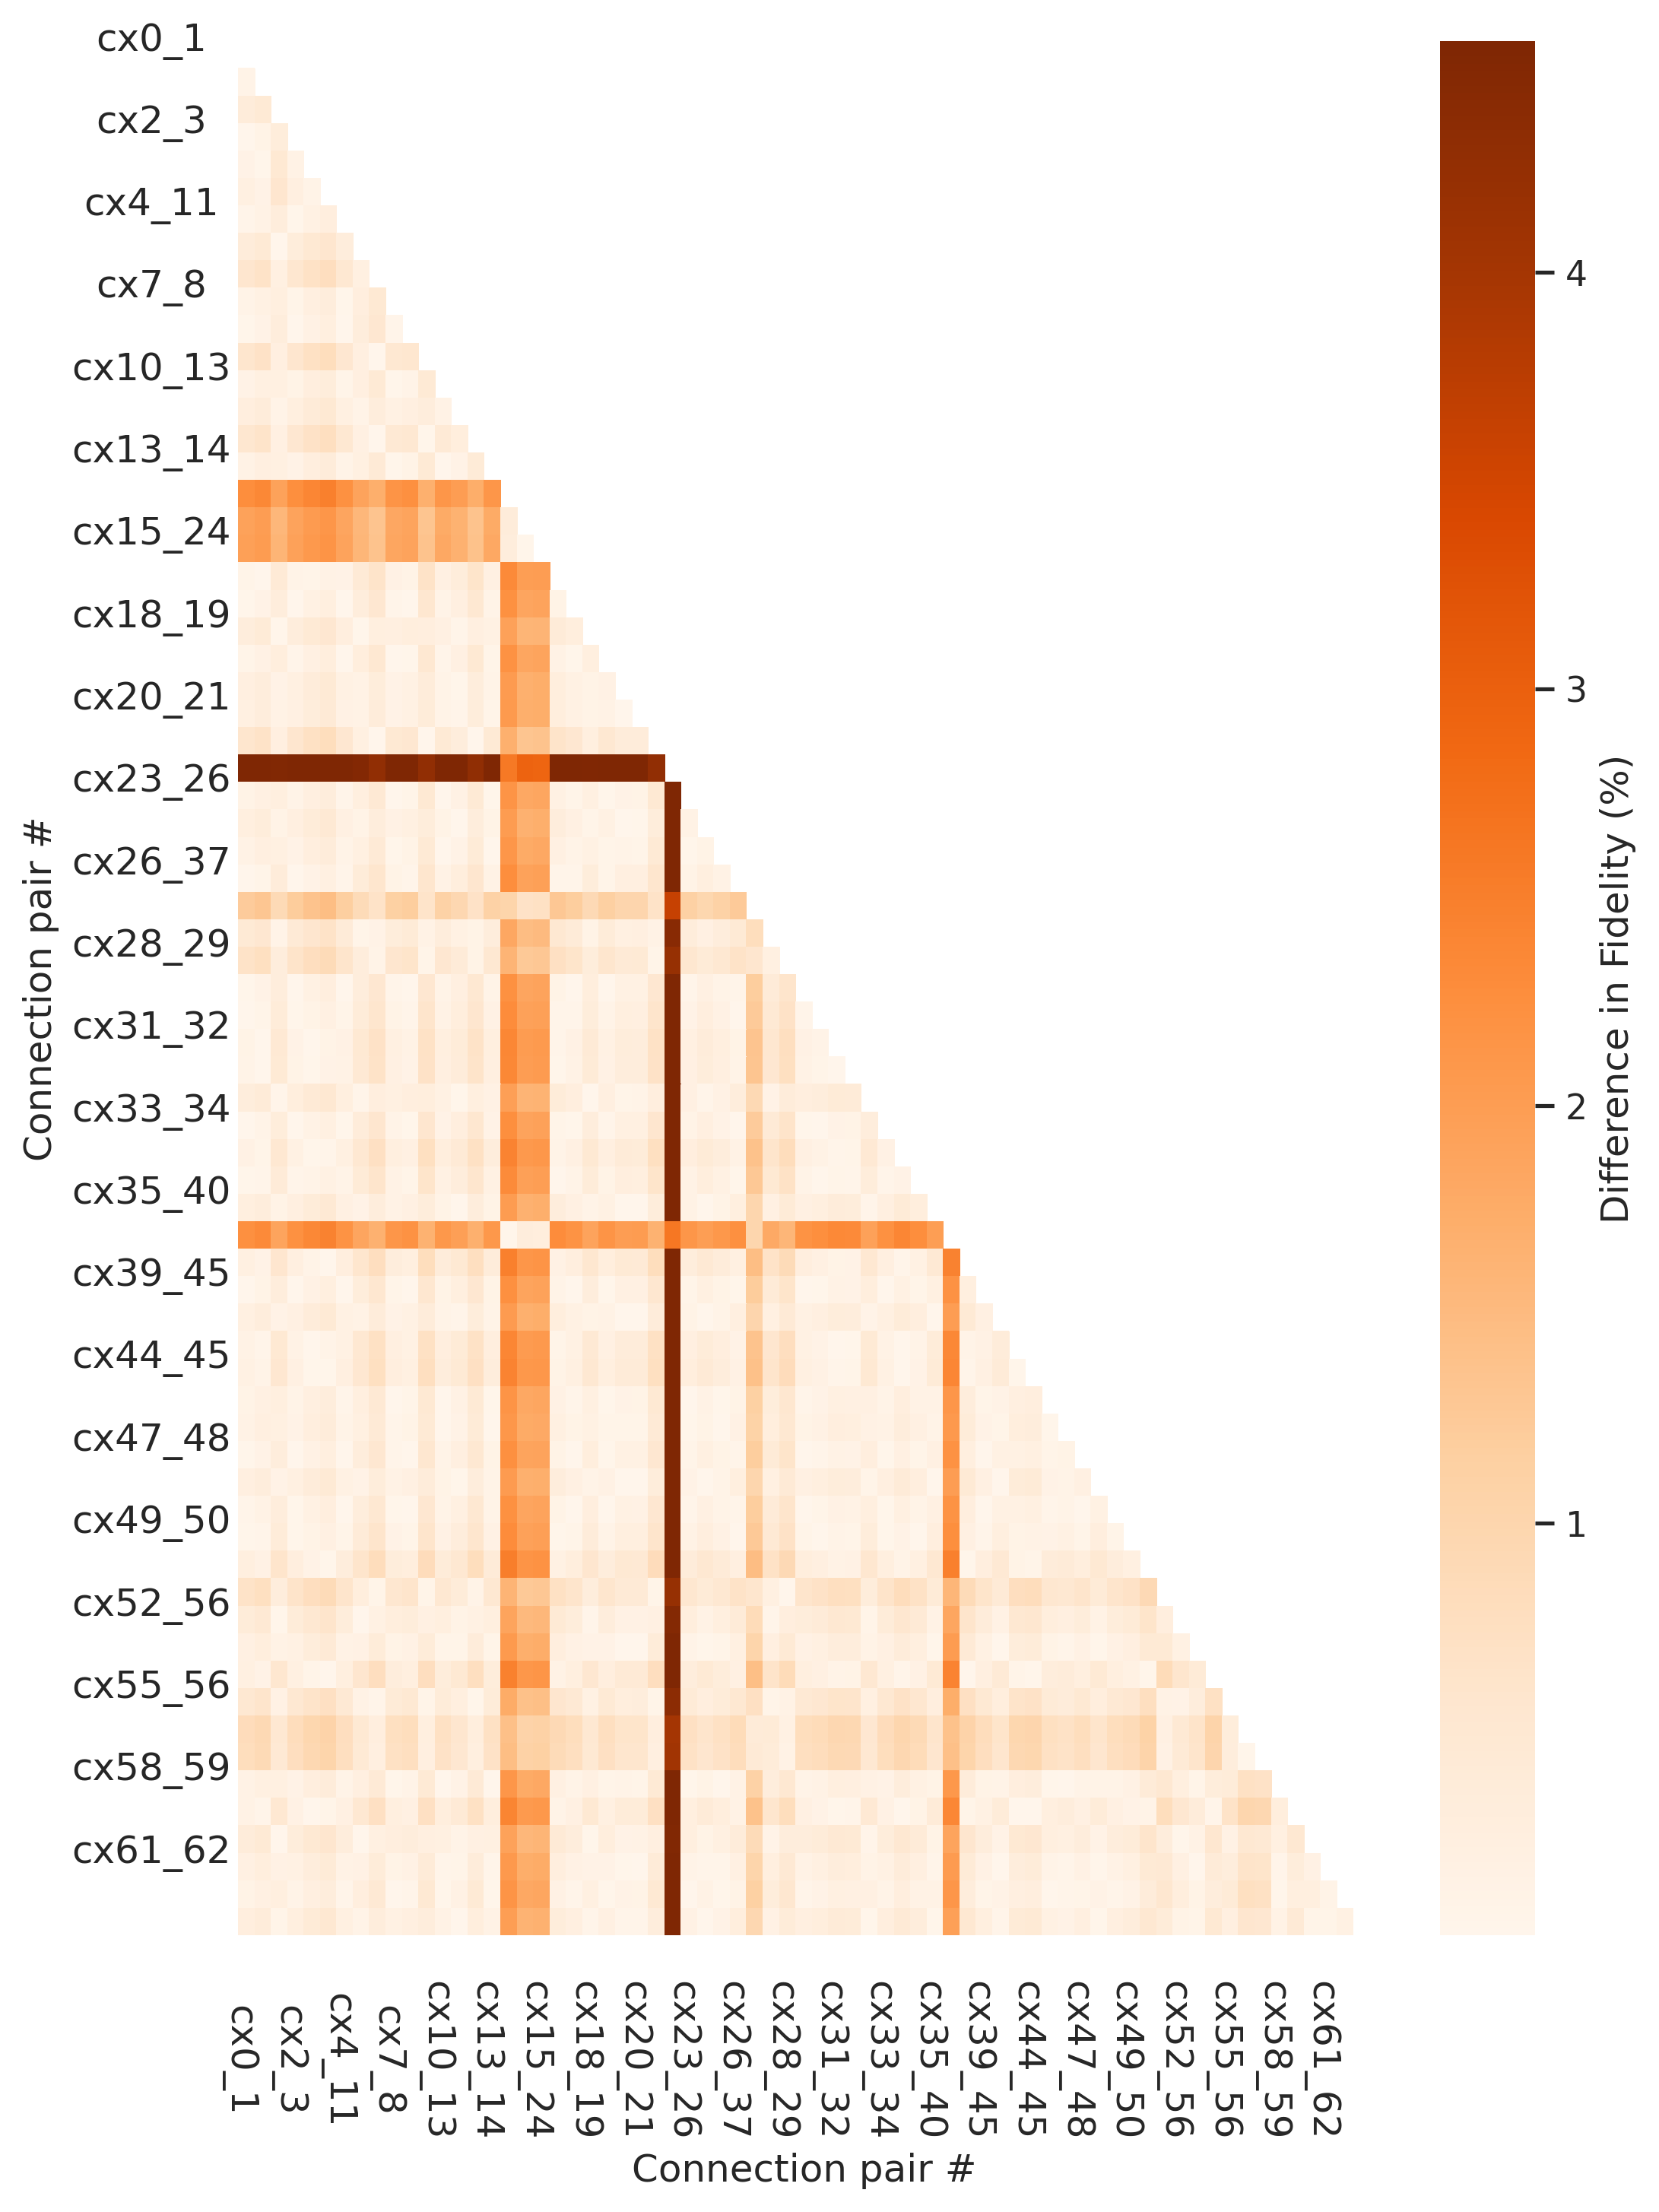 cx0_1
cx2_3
cx4_11
cx7_8
cx10_13
cx13_14
cx15_24
cx18_19
cx20_21
cx23_26
cx26_37
cx28_29
cx31_32
cx33_34
cx35_40
cx39_45
cx44_45
cx47_48
cx49_50
cx52_56
cx55_56
cx58_59
cx61_62
Connection pair #
cx0_1
cx2_3
cx4_11
cx7_8
cx10_13
cx13_14
cx15_24
cx18_19
cx20_21
cx23_26
cx26_37
cx28_29
cx31_32
cx33_34
cx35_40
cx39_45
cx44_45
cx47_48
cx49_50
cx52_56
cx55_56
cx58_59
cx61_62
Connection pair #
4
3
2
1
Difference in Fidelity (%)